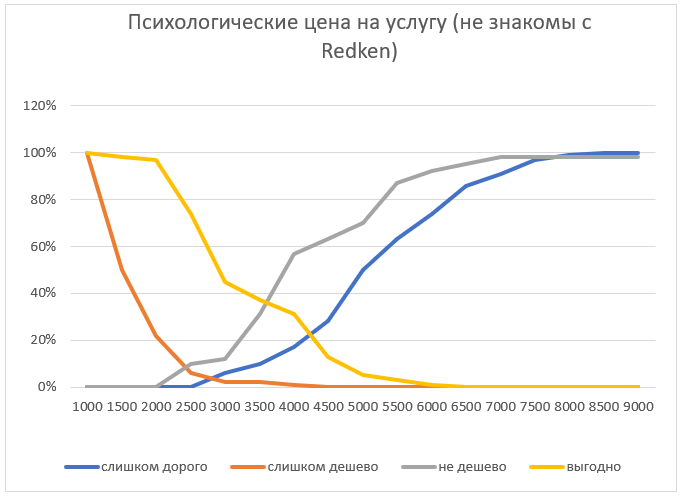 Психологические цена на услугу (не знакомы с
Redken)
120%
100%
80%
60%
40%
20%
0%
1000 1500 2000 2500 3000 3500 4000 4500 5000 5500 6000 6500 7000 7500 8000 8500 9000
слишком дорого слишком дешево не дешево выгодно